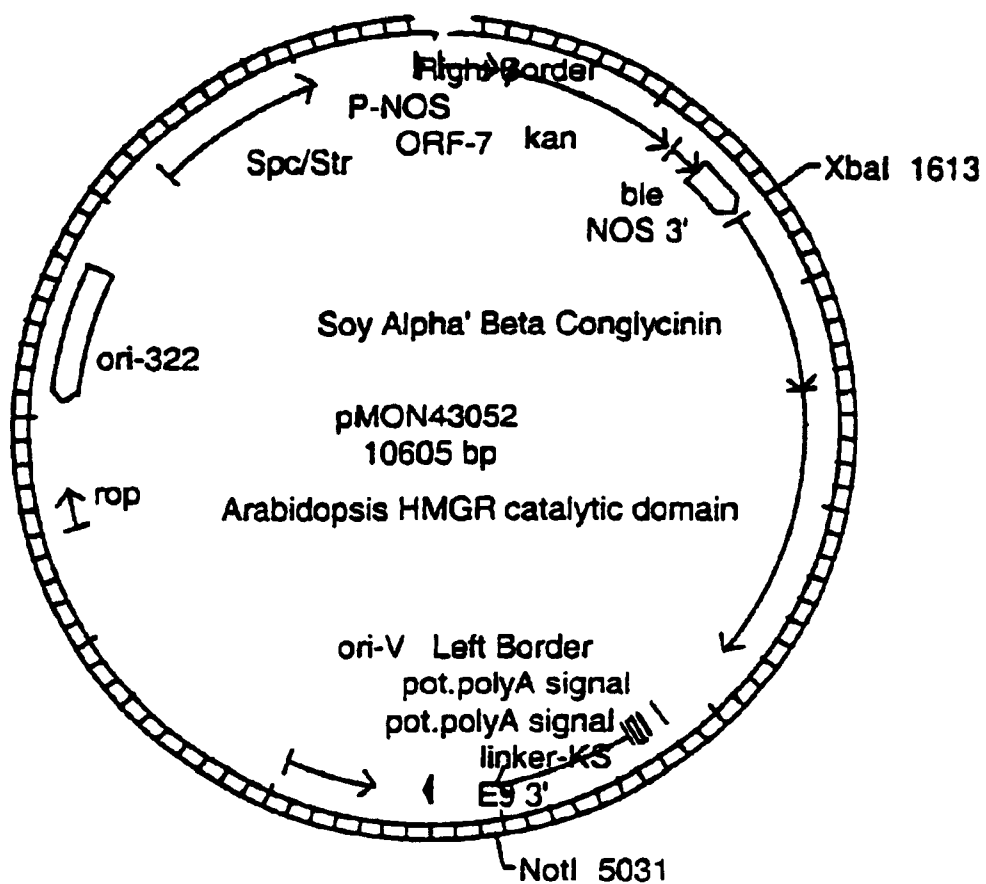 Right Border
P-NOS
ORF-7 kan
Spc/Str
XbaI 1613
ble
NOS 3'
Soy Alpha' Beta Conglycinin
ori-322
pMON43052
10605 bp
rop
Arabidopsis HMGR catalytic domain
ori-V Left Border
pot.polyA signal
pot.polyA signal
linker-KS
E9 3'
NotI 5031